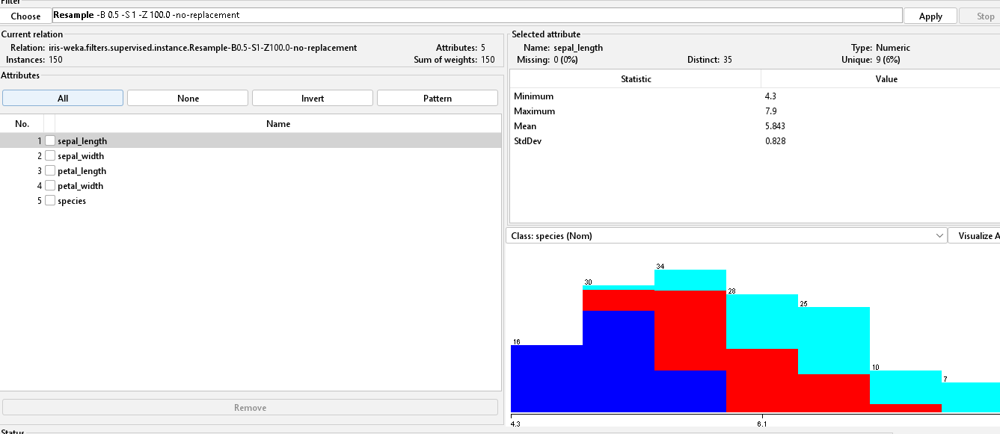 Filter
Choose Resample -B 0.5 -S 1 -Z 100.0 -no-replacement Apply Stop
Current relation
Relation: iris-weka.filters.supervised.instance.Resample-B0.5-S1-Z100.0-no-replacement Attributes: 5
Instances: 150 Sum of weights: 150
Attributes
All None Invert Pattern
No. Name
1 sepal_length
2 sepal_width
3 petal_length
4 petal_width
5 species
Remove
Status
Selected attribute
Name: sepal_length Type: Numeric
Missing: 0 (0%) Distinct: 35 Unique: 9 (6%)
Statistic Value
Minimum 4.3
Maximum 7.9
Mean 5.843
StdDev 0.828
Class: species (Nom) Visualize A
16 30 34 28 25 10 7
4.3 6.1